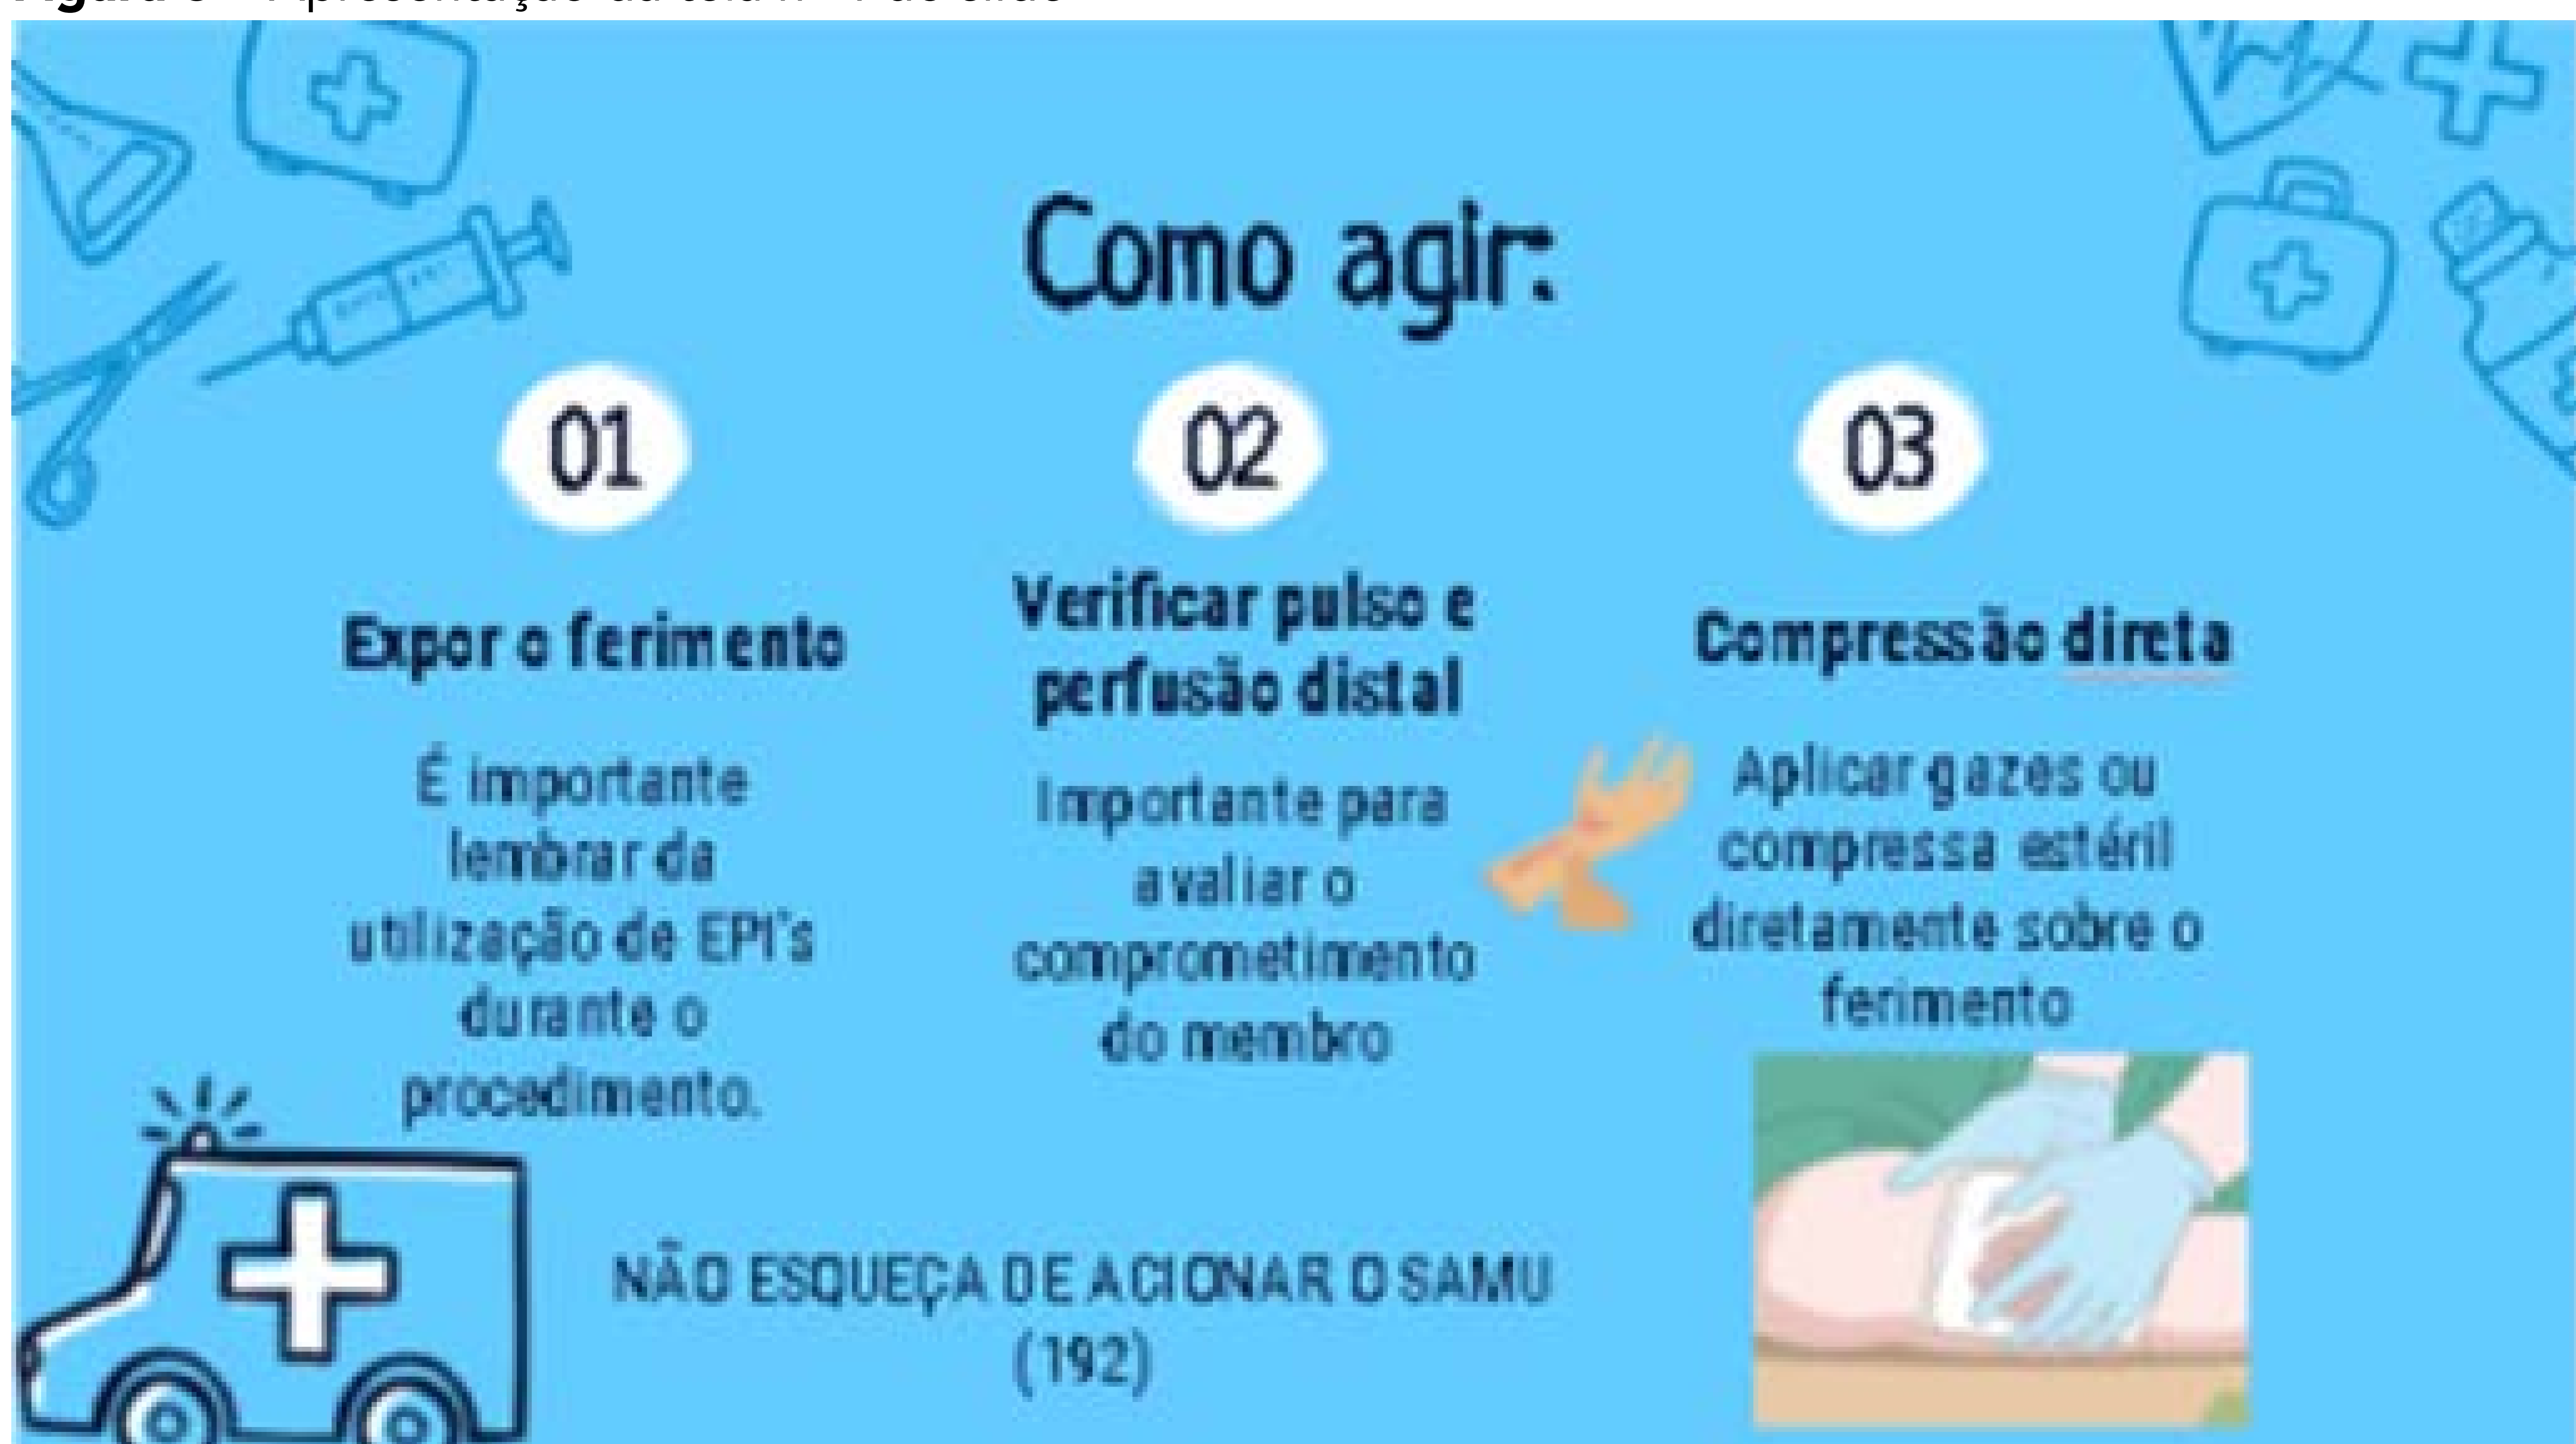 Como agir:
01
Expor o ferimento
É importante
lembrar da
utilização de EPI's
durante o
procedimento.
02
Verificar pulso e
perfusão distal
Importante para
avaliar o
comprometimento
do membro
03
Compressão direta
Aplicar gazes ou
compressa estéril
diretamente sobre o
ferimento
NÃO ESQUEÇA DE ACIONAR O SAMU
(192)